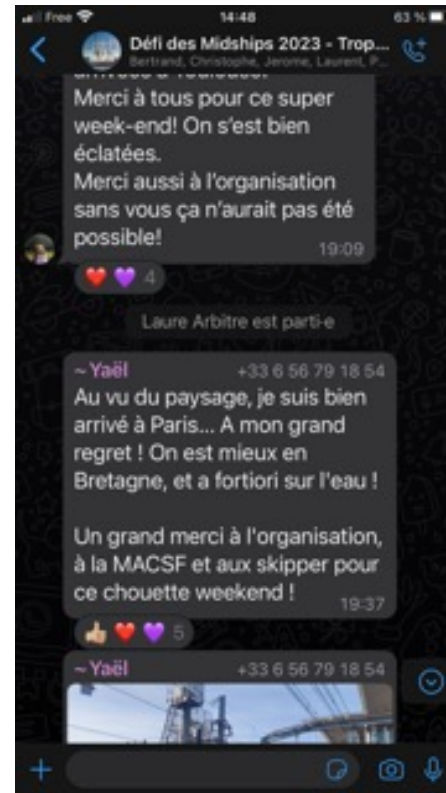 Free 14:48 63 %
Défi des Midships 2023 - Trop...
Bertrand, Christophe, Jerome, Laurent, P...
Merci à tous pour ce super
week-end! On s'est bien
éclatées.
Merci aussi à l'organisation
sans vous ça n'aurait pas été
possible!
19:09
4
Laure Arbitre est parti·e
~ Yaël +33 6 56 79 18 54
Au vu du paysage, je suis bien
arrivé à Paris... A mon grand
regret ! On est mieux en
Bretagne, et a fortiori sur l'eau !
Un grand merci à l'organisation,
à la MACSF et aux skipper pour
ce chouette weekend !
19:37
5
~ Yaël +33 6 56 79 18 54